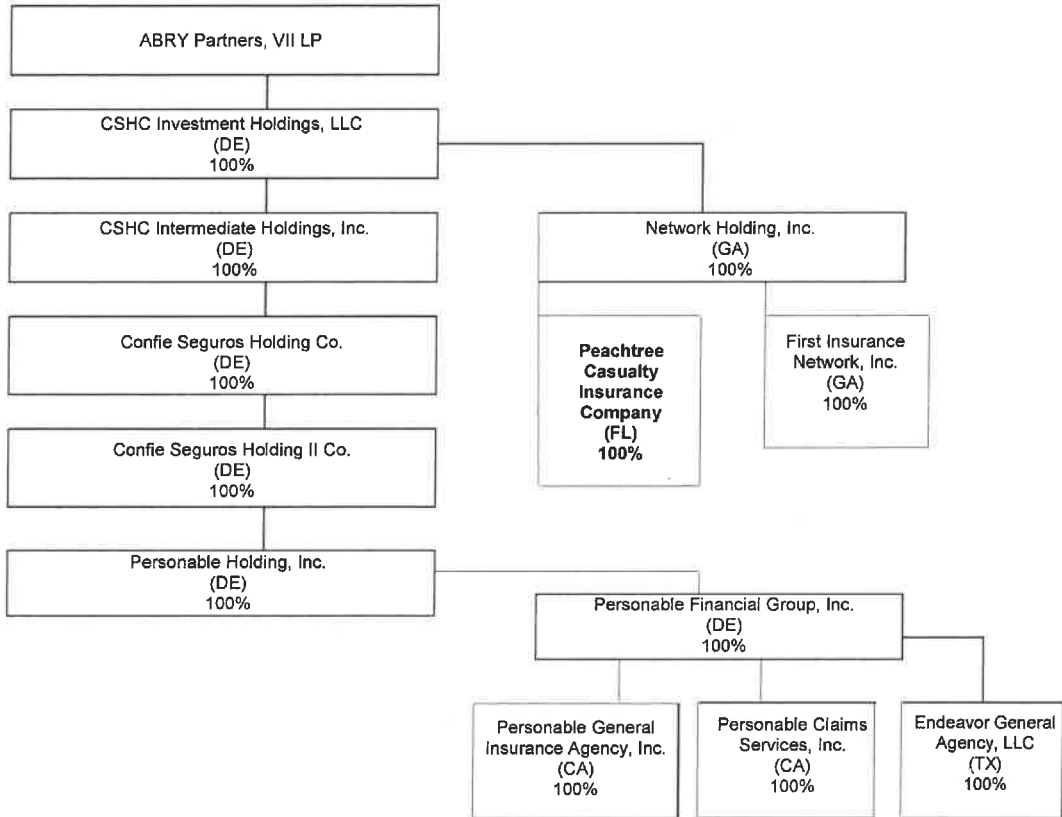 ABRY Partners, VII LP
CSHC Investment Holdings, LLC
(DE)
100%
CSHC Intermediate Holdings, Inc.
(DE)
100%
Network Holding, Inc.
(GA)
100%
Confie Seguros Holding Co.
(DE)
100%
Peachtree
Casualty
Insurance
Company
(FL)
100%
First Insurance
Network, Inc.
(GA)
100%
Confie Seguros Holding II Co.
(DE)
100%
Personable Holding, Inc.
(DE)
100%
Personable Financial Group, Inc.
(DE)
100%
Personable General
Insurance Agency, Inc.
(CA)
100%
Personable Claims
Services, Inc.
(CA)
100%
Endeavor General
Agency, LLC
(TX)
100%